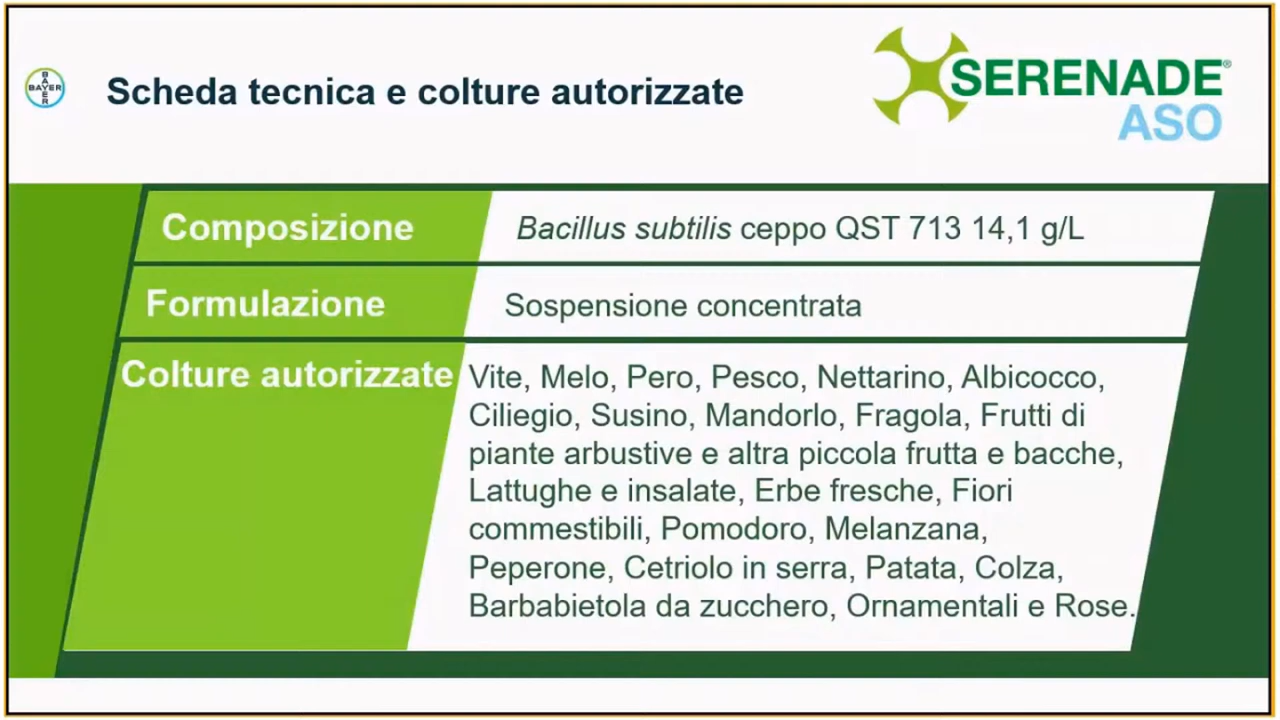 BAYER
BAYER
Scheda tecnica e colture autorizzate
SERENADE®
ASO
Composizione
Bacillus subtilis ceppo QST 713 14,1 g/L
Formulazione
Sospensione concentrata
Colture autorizzate
Vite, Melo, Pero, Pesco, Nettarino, Albicocco,
Ciliegio, Susino, Mandorlo, Fragola, Frutti di
piante arbustive e altra piccola frutta e bacche,
Lattughe e insalate, Erbe fresche, Fiori
commestibili, Pomodoro, Melanzana,
Peperone, Cetriolo in serra, Patata, Colza,
Barbabietola da zucchero, Ornamentali e Rose.